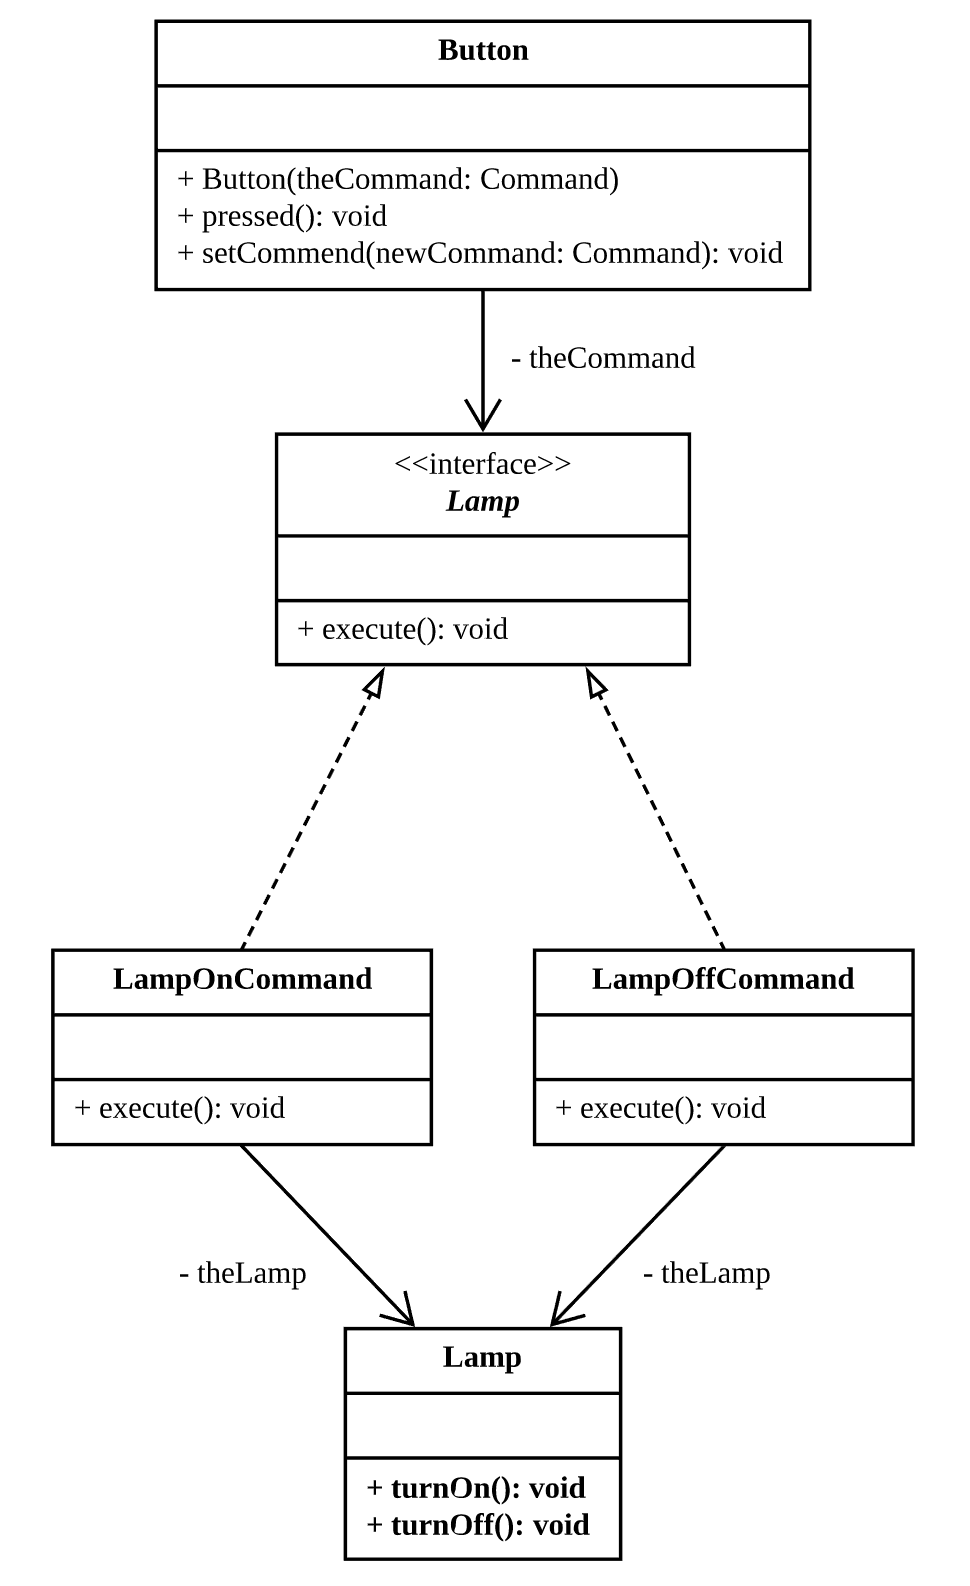 Button
+ Button(theCommand: Command)
+ pressed(): void
+ setCommend(newCommand: Command): void
- theCommand
<<interface>>
Lamp
+ execute(): void
LampOnCommand
+ execute(): void
LampOffCommand
+ execute(): void
- theLamp
- theLamp
Lamp
+ turnOn(): void
+ turnOff(): void